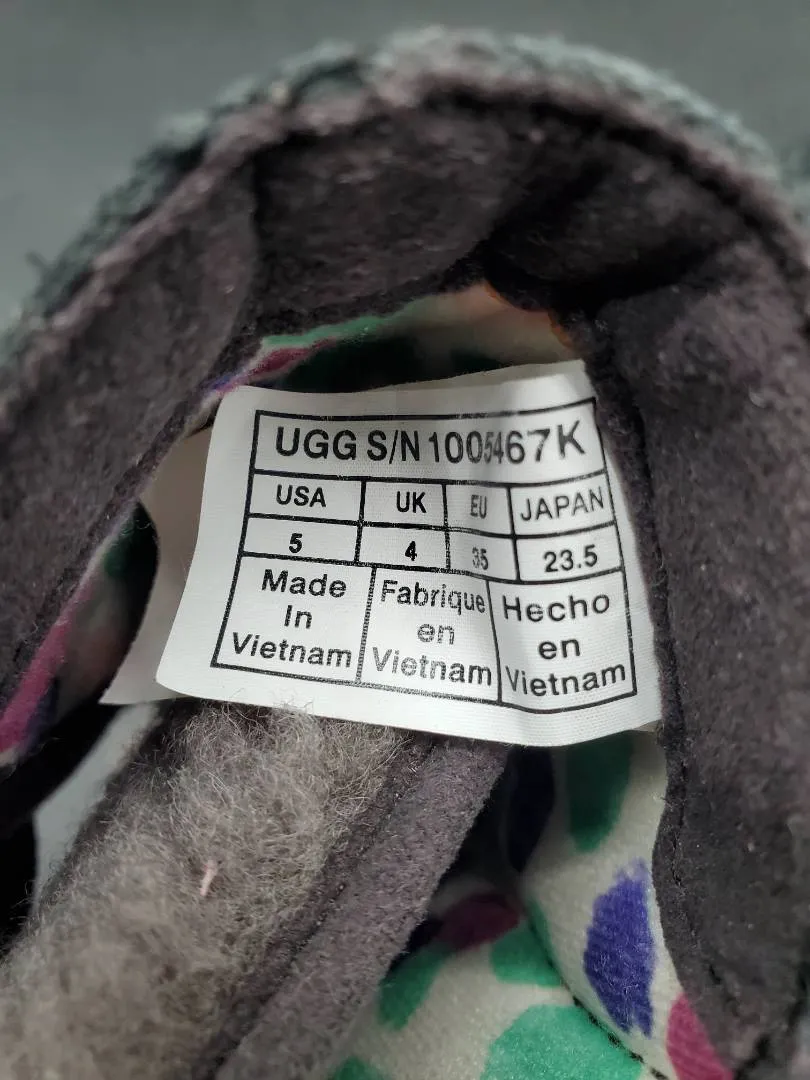 UGG S/N 1005467K
USA UK EU JAPAN
5 4 35 23.5
Made Fabrique Hecho
In en en
Vietnam Vietnam Vietnam